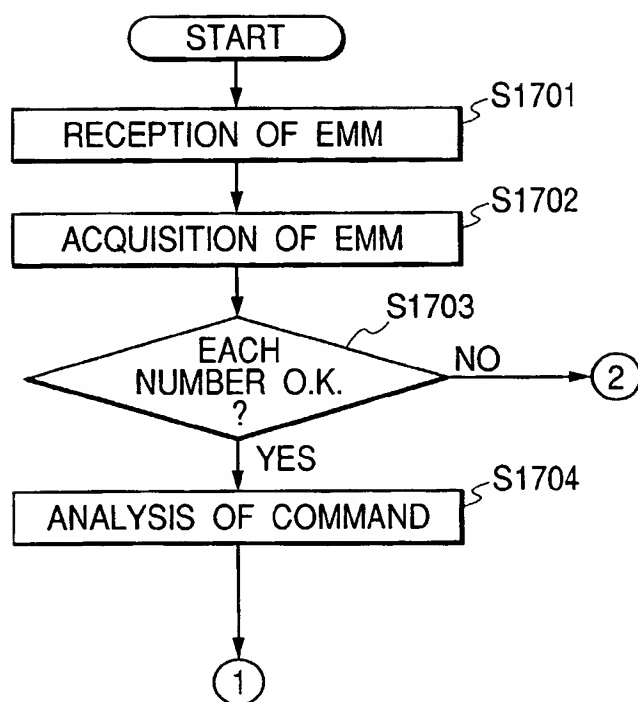 START
S1701
RECEPTION OF EMM
S1702
ACQUISITION OF EMM
S1703
EACH
NUMBER O.K.
?
NO
2
YES
S1704
ANALYSIS OF COMMAND
1